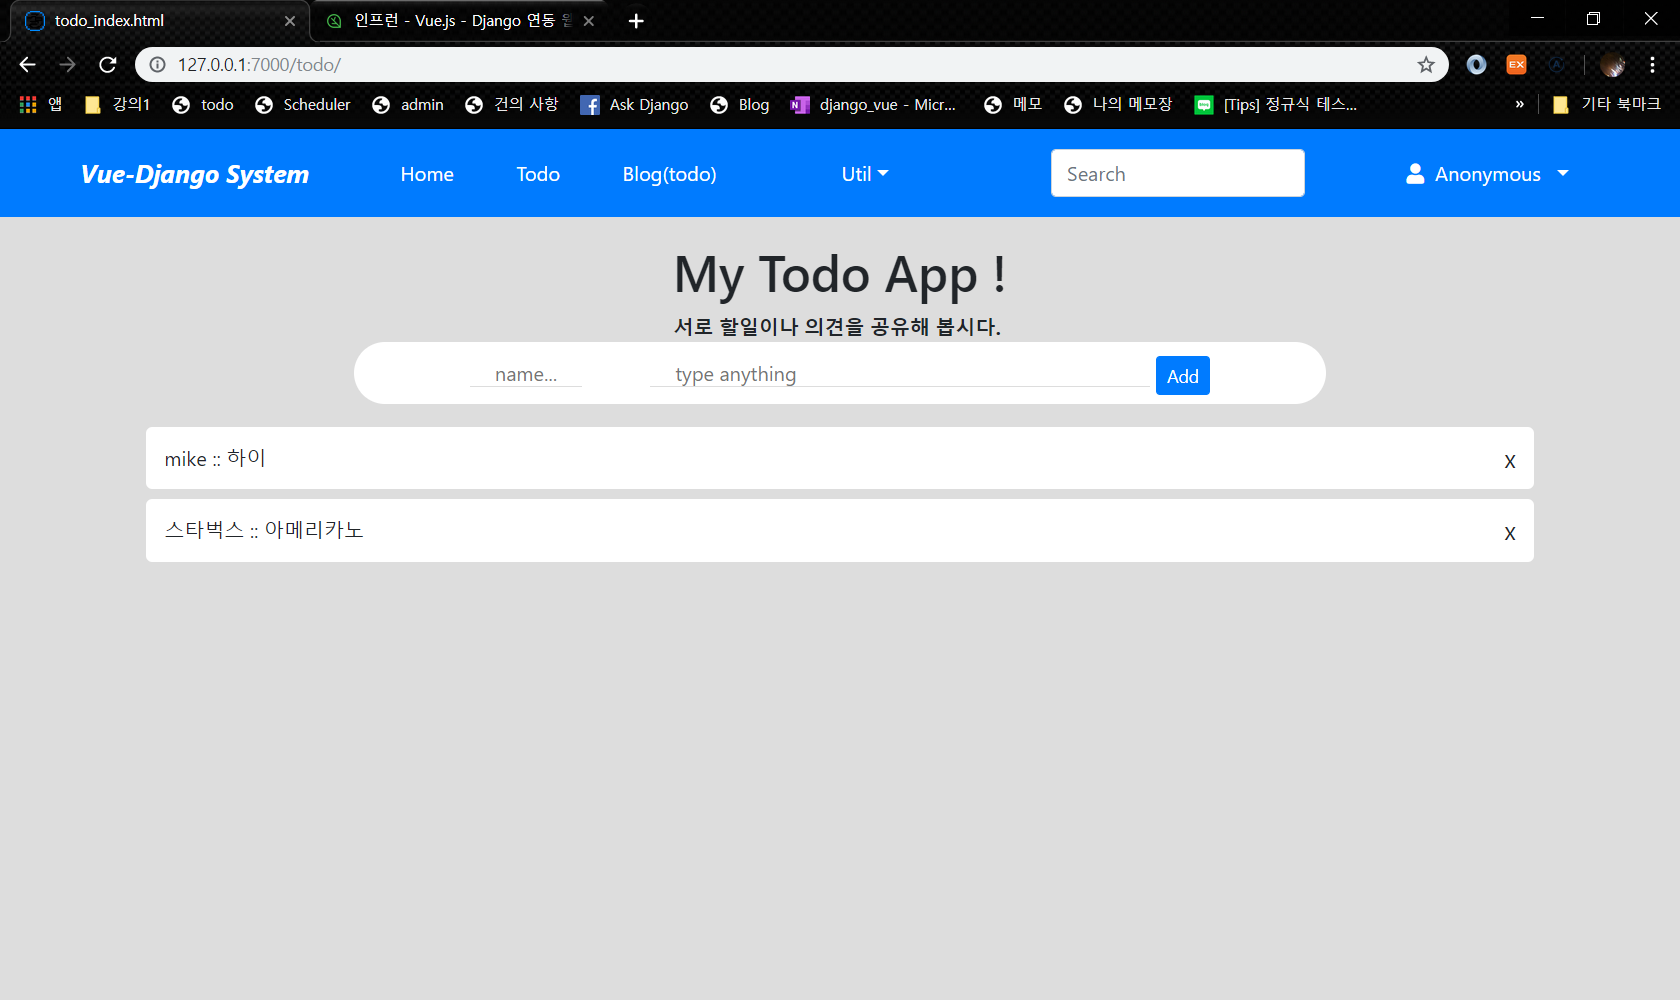 todo_index.html
인프런 - Vue.js - Django 연동
127.0.0.1:7000/todo/
앱 강의1 todo Scheduler admin 건의 사항 Ask Django Blog django_vue - Micr... 메모 나의 메모장 [Tips] 정규식 테스... » 기타 북마크
Vue-Django System Home Todo Blog(todo) Util Search Anonymous
My Todo App !
서로 할일이나 의견을 공유해 봅시다.
name... type anything Add
mike :: 하이 X
스타벅스 :: 아메리카노 X